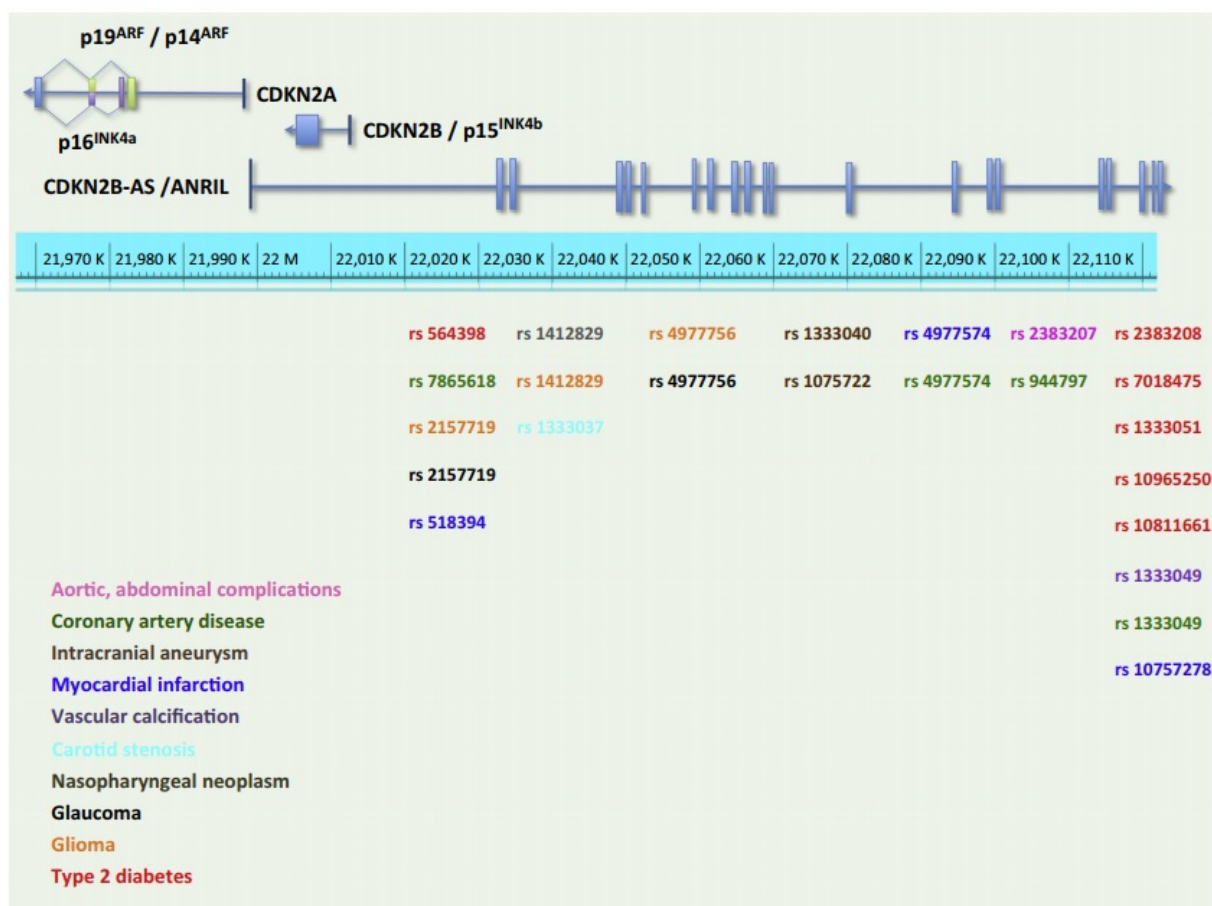 p19ARF / p14ARF
CDKN2A
p16INK4a
CDKN2B / p15INK4b
CDKN2B-AS /ANRIL
21,970 K 21,980 K 21,990 K 22 M 22,010 K 22,020 K 22,030 K 22,040 K 22,050 K 22,060 K 22,070 K 22,080 K 22,090 K 22,100 K 22,110 K
rs 564398 rs 1412829 rs 4977756 rs 1333040 rs 4977574 rs 2383207 rs 2383208
rs 7865618 rs 1412829 rs 4977756 rs 1075722 rs 4977574 rs 944797 rs 7018475
rs 2157719 rs 1333037 rs 1333051
rs 2157719 rs 10965250
rs 518394 rs 10811661
rs 1333049
rs 1333049
rs 10757278
Aortic, abdominal complications
Coronary artery disease
Intracranial aneurysm
Myocardial infarction
Vascular calcification
Carotid stenosis
Nasopharyngeal neoplasm
Glaucoma
Glioma
Type 2 diabetes